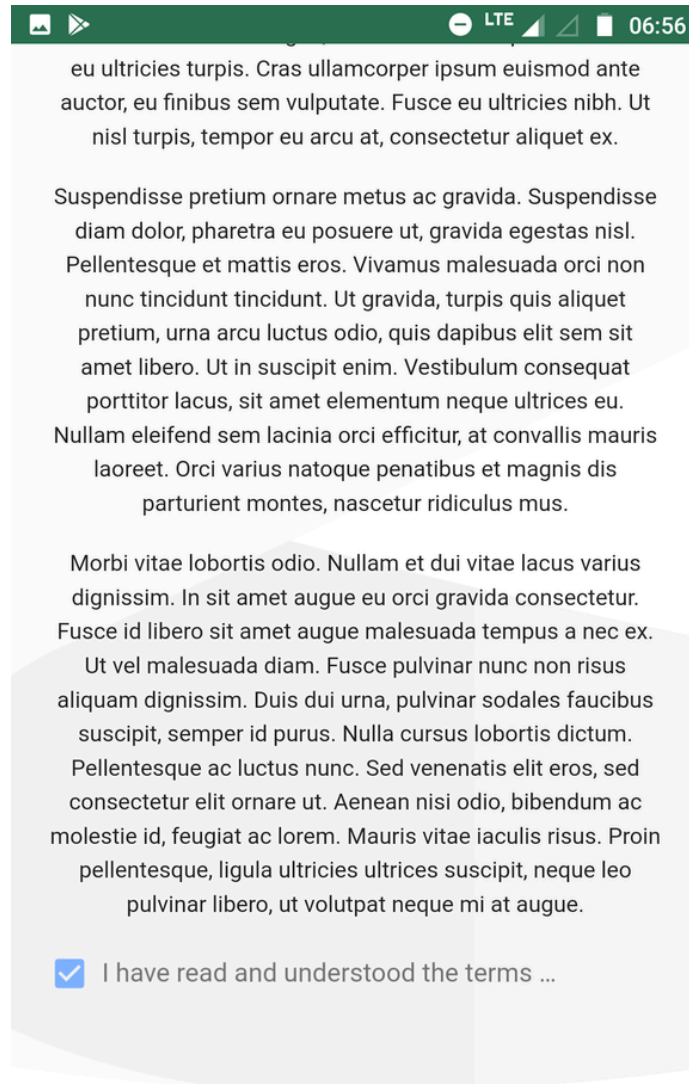 LTE 06:56
eu ultricies turpis. Cras ullamcorper ipsum euismod ante
auctor, eu finibus sem vulputate. Fusce eu ultricies nibh. Ut
nisl turpis, tempor eu arcu at, consectetur aliquet ex.
Suspendisse pretium ornare metus ac gravida. Suspendisse
diam dolor, pharetra eu posuere ut, gravida egestas nisl.
Pellentesque et mattis eros. Vivamus malesuada orci non
nunc tincidunt tincidunt. Ut gravida, turpis quis aliquet
pretium, urna arcu luctus odio, quis dapibus elit sem sit
amet libero. Ut in suscipit enim. Vestibulum consequat
porttitor lacus, sit amet elementum neque ultrices eu.
Nullam eleifend sem lacinia orci efficitur, at convallis mauris
laoreet. Orci varius natoque penatibus et magnis dis
parturient montes, nascetur ridiculus mus.
Morbi vitae lobortis odio. Nullam et dui vitae lacus varius
dignissim. In sit amet augue eu orci gravida consectetur.
Fusce id libero sit amet augue malesuada tempus a nec ex.
Ut vel malesuada diam. Fusce pulvinar nunc non risus
aliquam dignissim. Duis dui urna, pulvinar sodales faucibus
suscipit, semper id purus. Nulla cursus lobortis dictum.
Pellentesque ac luctus nunc. Sed venenatis elit eros, sed
consectetur elit ornare ut. Aenean nisi odio, bibendum ac
molestie id, feugiat ac lorem. Mauris vitae iaculis risus. Proin
pellentesque, ligula ultricies ultrices suscipit, neque leo
pulvinar libero, ut volutpat neque mi at augue.
I have read and understood the terms …